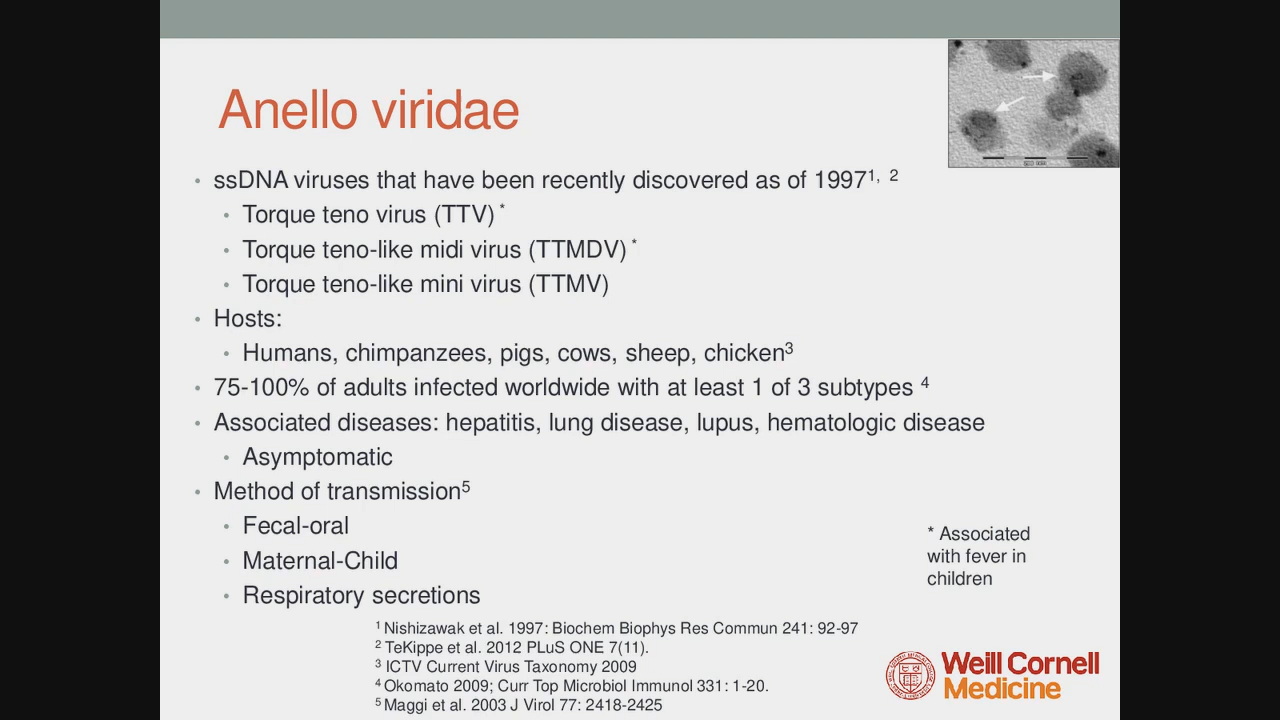 Anello viridae
• ssDNA viruses that have been recently discovered as of 1997¹, ²
• Torque teno virus (TTV) *
• Torque teno-like midi virus (TTMDV) *
• Torque teno-like mini virus (TTMV)
• Hosts:
• Humans, chimpanzees, pigs, cows, sheep, chicken³
• 75-100% of adults infected worldwide with at least 1 of 3 subtypes ⁴
• Associated diseases: hepatitis, lung disease, lupus, hematologic disease
• Asymptomatic
• Method of transmission⁵
• Fecal-oral
• Maternal-Child
• Respiratory secretions
* Associated
with fever in
children
¹ Nishizawak et al. 1997: Biochem Biophys Res Commun 241: 92-97
² TeKippe et al. 2012 PLuS ONE 7(11).
³ ICTV Current Virus Taxonomy 2009
⁴ Okomato 2009; Curr Top Microbiol Immunol 331: 1-20.
⁵ Maggi et al. 2003 J Virol 77: 2418-2425
Weill Cornell
Medicine